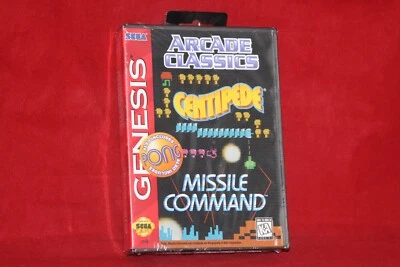 SEGA
GENESIS
ARCADE
CLASSICS
CENTIPEDE
PONG
MISSILE
COMMAND
SEGA